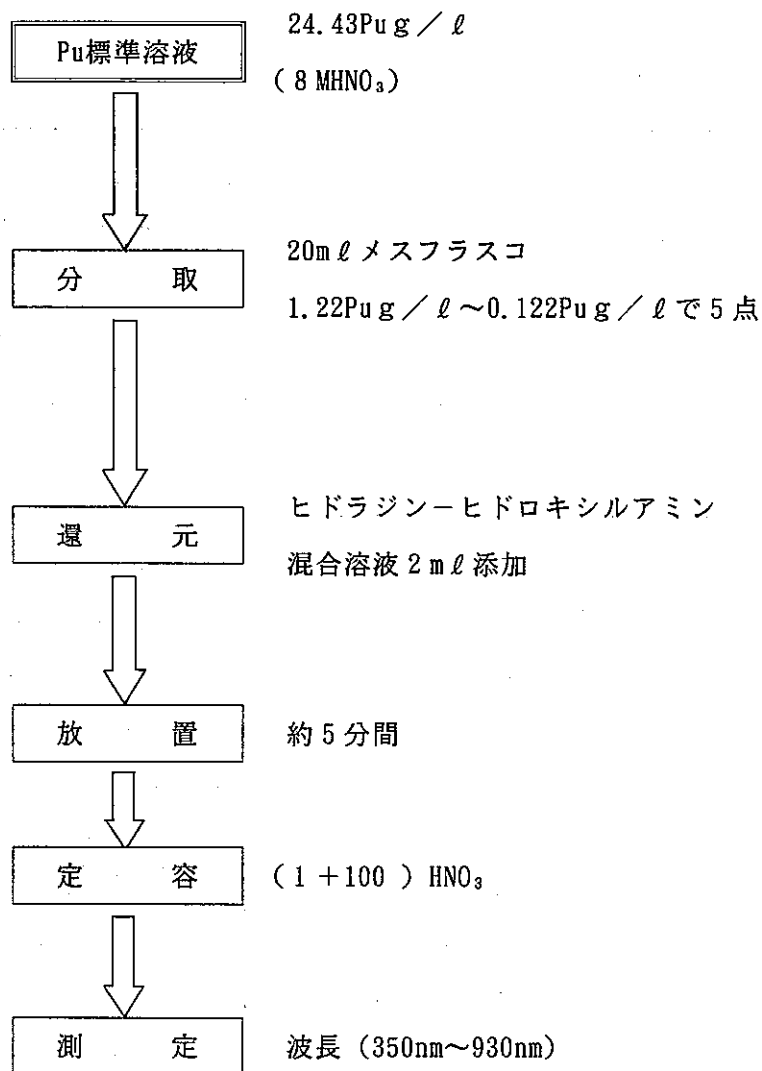 24.43Pug／ℓ
Pu標準溶液
(8MHNO₃)
20mℓメスフラスコ
分 取
1.22Pug／ℓ～0.122Pug／ℓで5点
ヒドラジン－ヒドロキシルアミン
還 元
混合溶液2mℓ添加
放 置 約5分間
定 容 (1+100)HNO₃
測 定 波長(350nm～930nm)